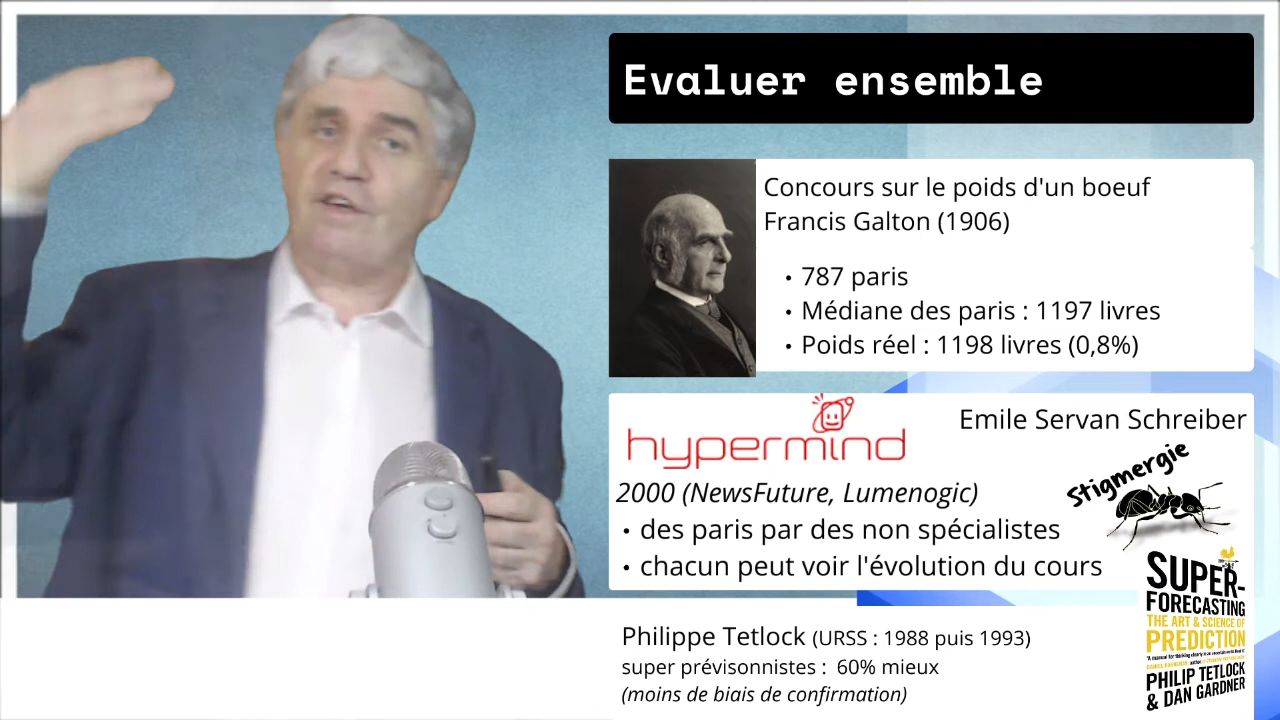 Evaluer ensemble
Concours sur le poids d'un boeuf
Francis Galton (1906)
• 787 paris
• Médiane des paris : 1197 livres
• Poids réel : 1198 livres (0,8%)
hypermind
Emile Servan Schreiber
Stigmergie
2000 (NewsFuture, Lumenogic)
• des paris par des non spécialistes
• chacun peut voir l'évolution du cours
SUPER-
FORECASTING
THE ART & SCIENCE OF
PREDICTION
PHILIP TETLOCK
& DAN GARDNER
Philippe Tetlock (URSS : 1988 puis 1993)
super prévisonnistes : 60% mieux
(moins de biais de confirmation)